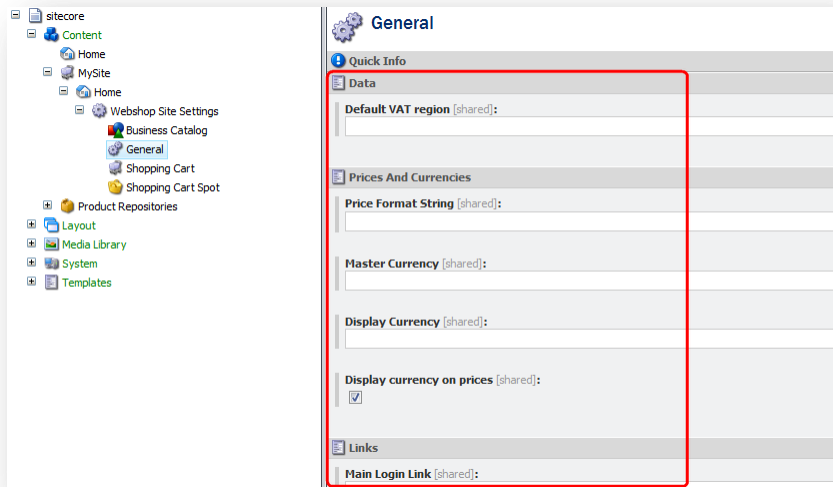 sitecore
Content
Home
MySite
Home
Webshop Site Settings
Business Catalog
General
Shopping Cart
Shopping Cart Spot
Product Repositories
Layout
Media Library
System
Templates
General
Quick Info
Data
Default VAT region [shared]:
Prices And Currencies
Price Format String [shared]:
Master Currency [shared]:
Display Currency [shared]:
Display currency on prices [shared]:
Links
Main Login Link [shared]: